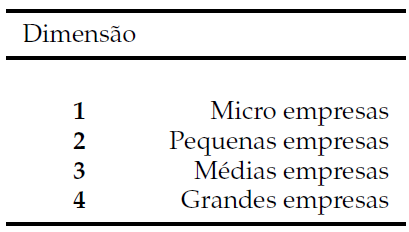 Dimensão
1 Micro empresas
2 Pequenas empresas
3 Médias empresas
4 Grandes empresas